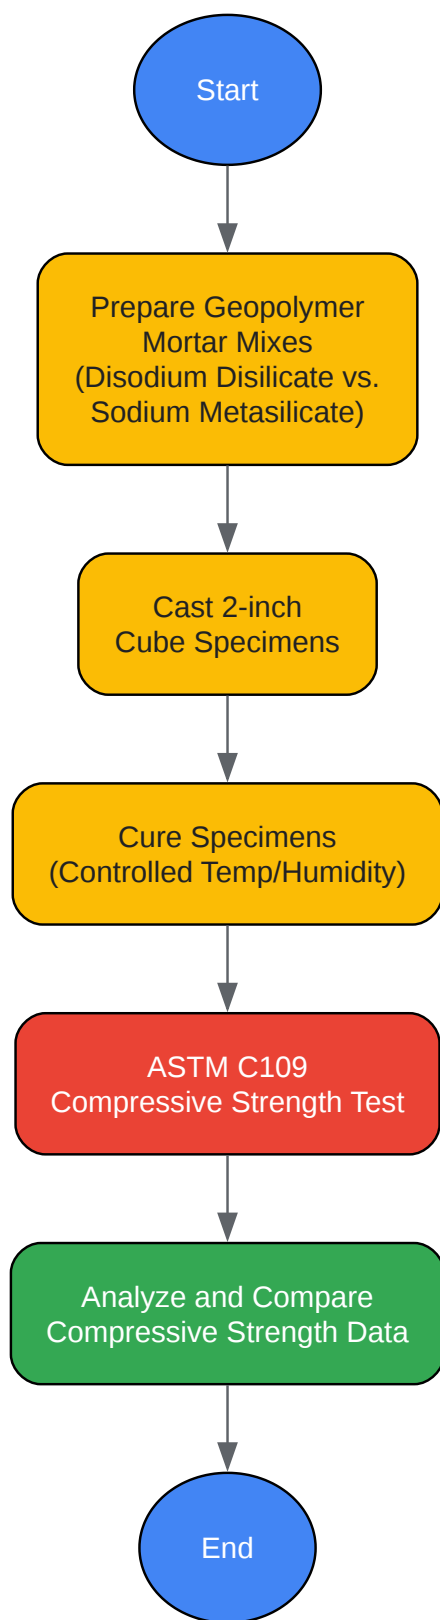 Start
Prepare Geopolymer
Mortar Mixes
(Disodium Disilicate vs.
Sodium Metasilicate)
Cast 2-inch
Cube Specimens
Cure Specimens
(Controlled Temp/Humidity)
ASTM C109
Compressive Strength Test
Analyze and Compare
Compressive Strength Data
End